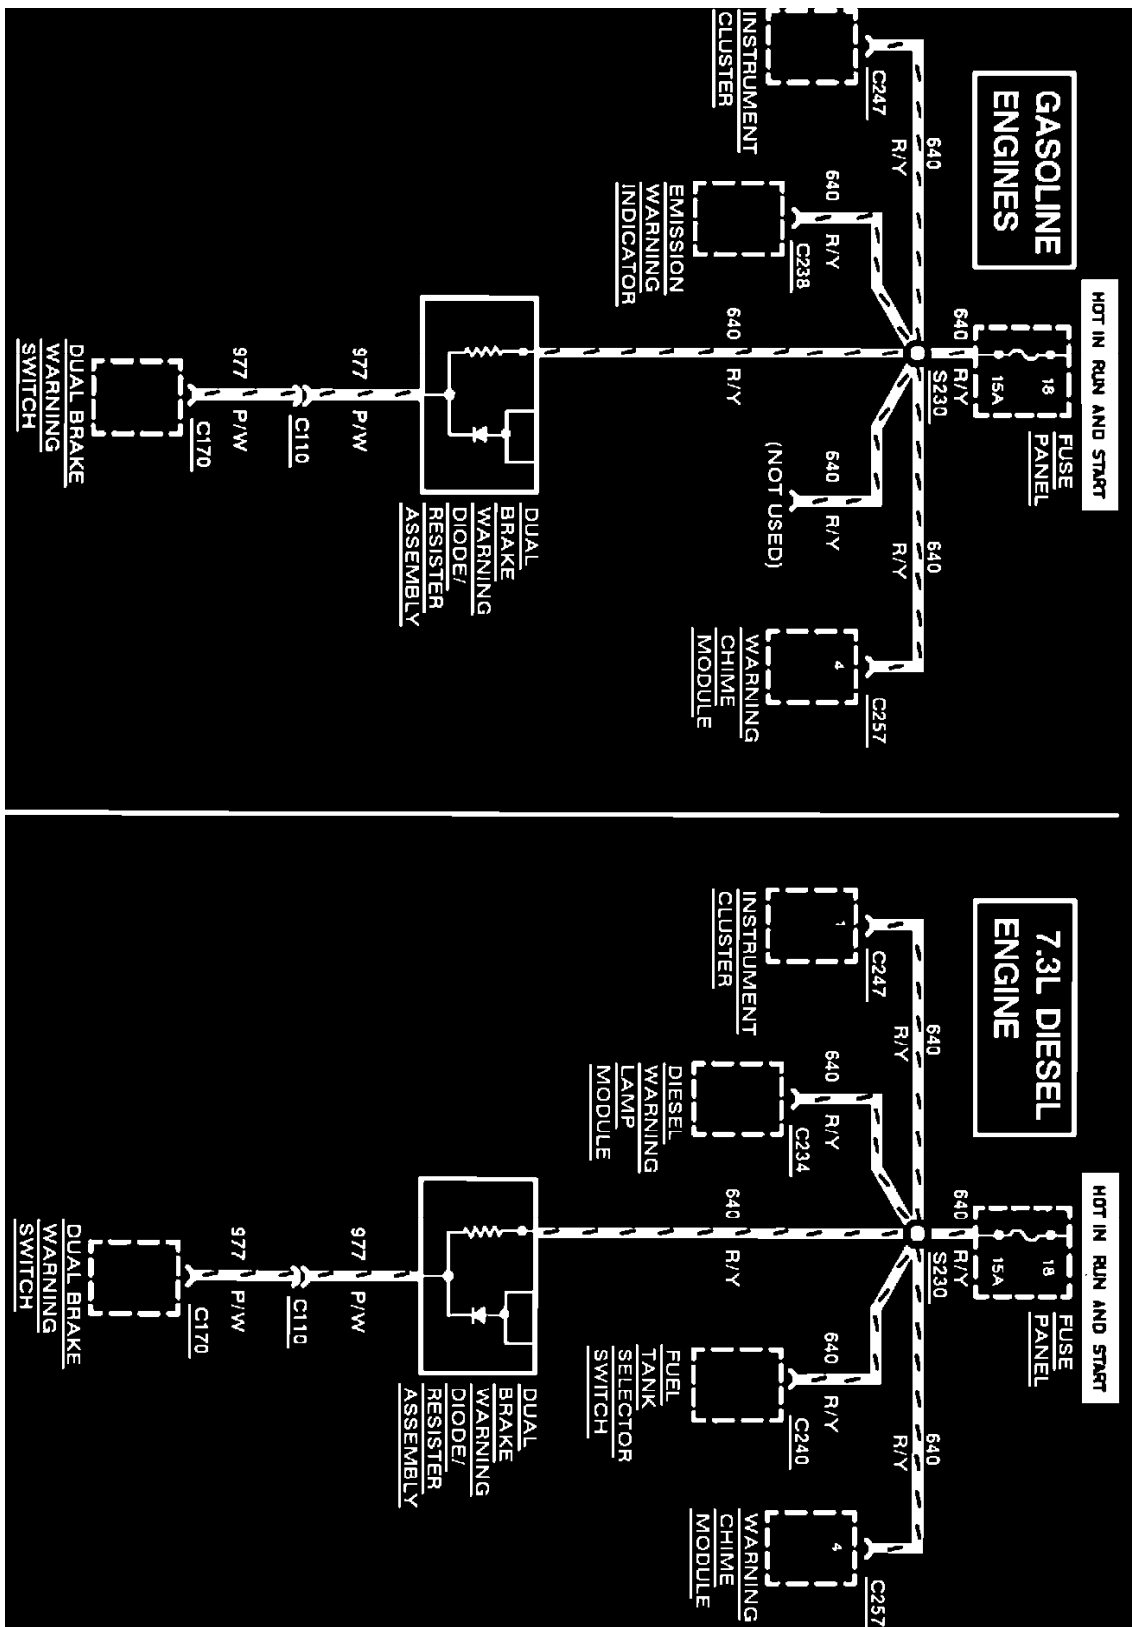 GASOLINE
ENGINES
HOT IN RUN AND START
18
15A
FUSE
PANEL
640
R/Y
S230
640
R/Y
640
R/Y
C247
INSTRUMENT
CLUSTER
640
R/Y
C238
EMISSION
WARNING
INDICATOR
640
R/Y
640
R/Y
(NOT USED)
C257
4
WARNING
CHIME
MODULE
DUAL
BRAKE
WARNING
DIODE/
RESISTER
ASSEMBLY
977
P/W
C110
977
P/W
C170
DUAL BRAKE
WARNING
SWITCH
7.3L DIESEL
ENGINE
HOT IN RUN AND START
18
15A
FUSE
PANEL
640
R/Y
S230
640
R/Y
640
R/Y
C247
1
INSTRUMENT
CLUSTER
640
R/Y
C234
DIESEL
WARNING
LAMP
MODULE
640
R/Y
640
R/Y
C240
FUEL
TANK
SELECTOR
SWITCH
C257
4
WARNING
CHIME
MODULE
DUAL
BRAKE
WARNING
DIODE/
RESISTER
ASSEMBLY
977
P/W
C110
977
P/W
C170
DUAL BRAKE
WARNING
SWITCH